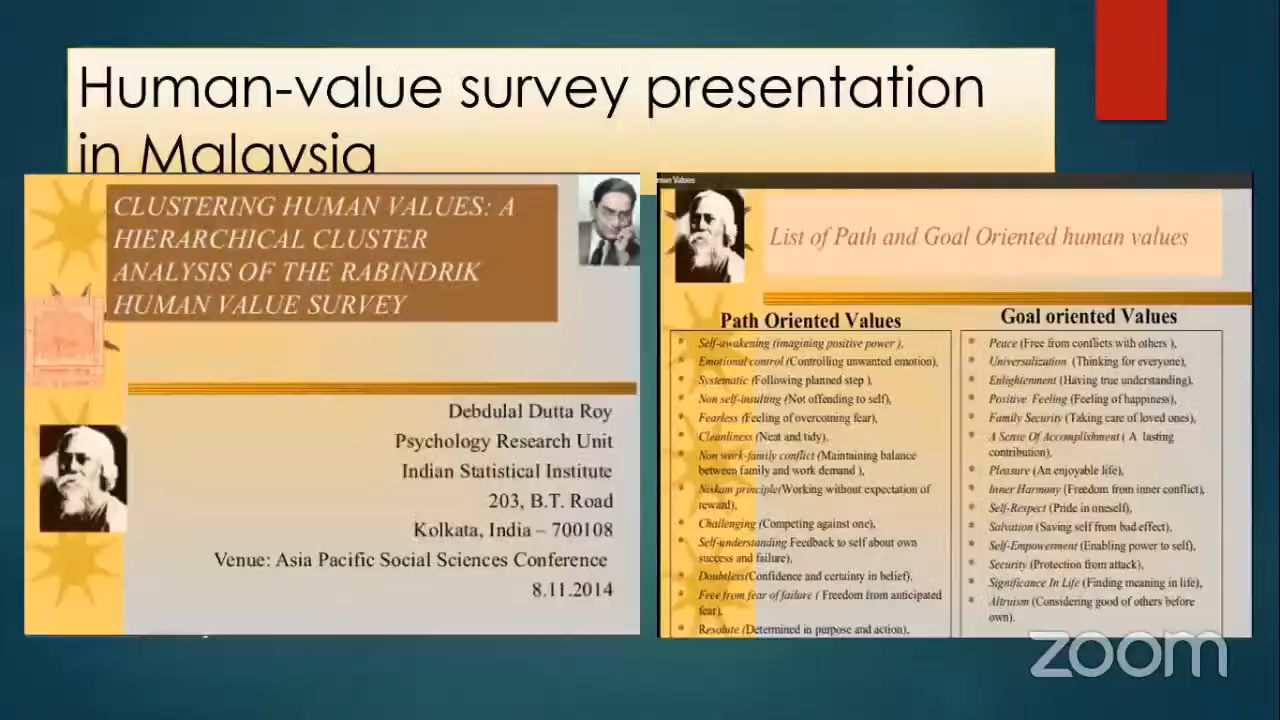 Human-value survey presentation
in Malaysia
CLUSTERING HUMAN VALUES: A
HIERARCHICAL CLUSTER
ANALYSIS OF THE RABINDRIK
HUMAN VALUE SURVEY
Debdulal Dutta Roy
Psychology Research Unit
Indian Statistical Institute
203, B.T. Road
Kolkata, India – 700108
Venue: Asia Pacific Social Sciences Conference
8.11.2014
Values
List of Path and Goal Oriented human values
Path Oriented Values
Self-awakening (imagining positive power ),
Emotional control (Controlling unwanted emotion),
Systematic (Following planned step ),
Non self-insulting (Not offending to self),
Fearless (Feeling of overcoming fear),
Cleanliness (Neat and tidy),
Non work-family conflict (Maintaining balance
between family and work demand ),
Niskam principle(Working without expectation of
reward),
Challenging (Competing against one),
Self-understanding Feedback to self about own
success and failure),
Doubtless(Confidence and certainty in belief),
Free from fear of failure ( Freedom from anticipated
fear),
Resolute (Determined in purpose and action),
Goal oriented Values
Peace (Free from conflicts with others ),
Universalization (Thinking for everyone),
Enlightenment (Having true understanding),
Positive Feeling (Feeling of happiness),
Family Security (Taking care of loved ones),
A Sense Of Accomplishment ( A lasting
contribution),
Pleasure (An enjoyable life),
Inner Harmony (Freedom from inner conflict),
Self-Respect (Pride in oneself),
Salvation (Saving self from bad effect),
Self-Empowerment (Enabling power to self),
Security (Protection from attack),
Significance In Life (Finding meaning in life),
Altruism (Considering good of others before
own).
zoom